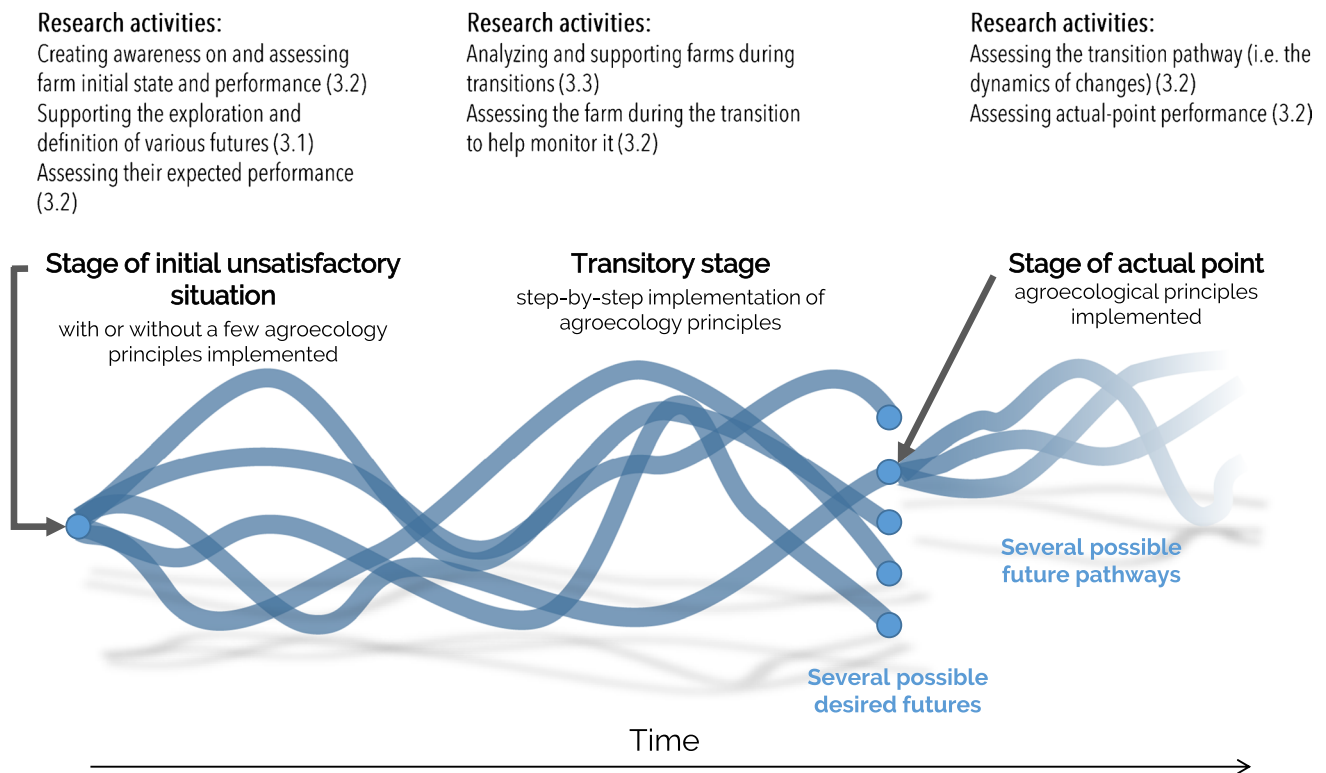 Research activities:
Creating awareness on and assessing
farm initial state and performance (3.2)
Supporting the exploration and
definition of various futures (3.1)
Assessing their expected performance
(3.2)
Research activities:
Analyzing and supporting farms during
transitions (3.3)
Assessing the farm during the transition
to help monitor it (3.2)
Research activities:
Assessing the transition pathway (i.e. the
dynamics of changes) (3.2)
Assessing actual-point performance (3.2)
Stage of initial unsatisfactory
situation
with or without a few agroecology
principles implemented
Transitory stage
step-by-step implementation of
agroecology principles
Stage of actual point
agroecological principles
implemented
Several possible
future pathways
Several possible
desired futures
Time